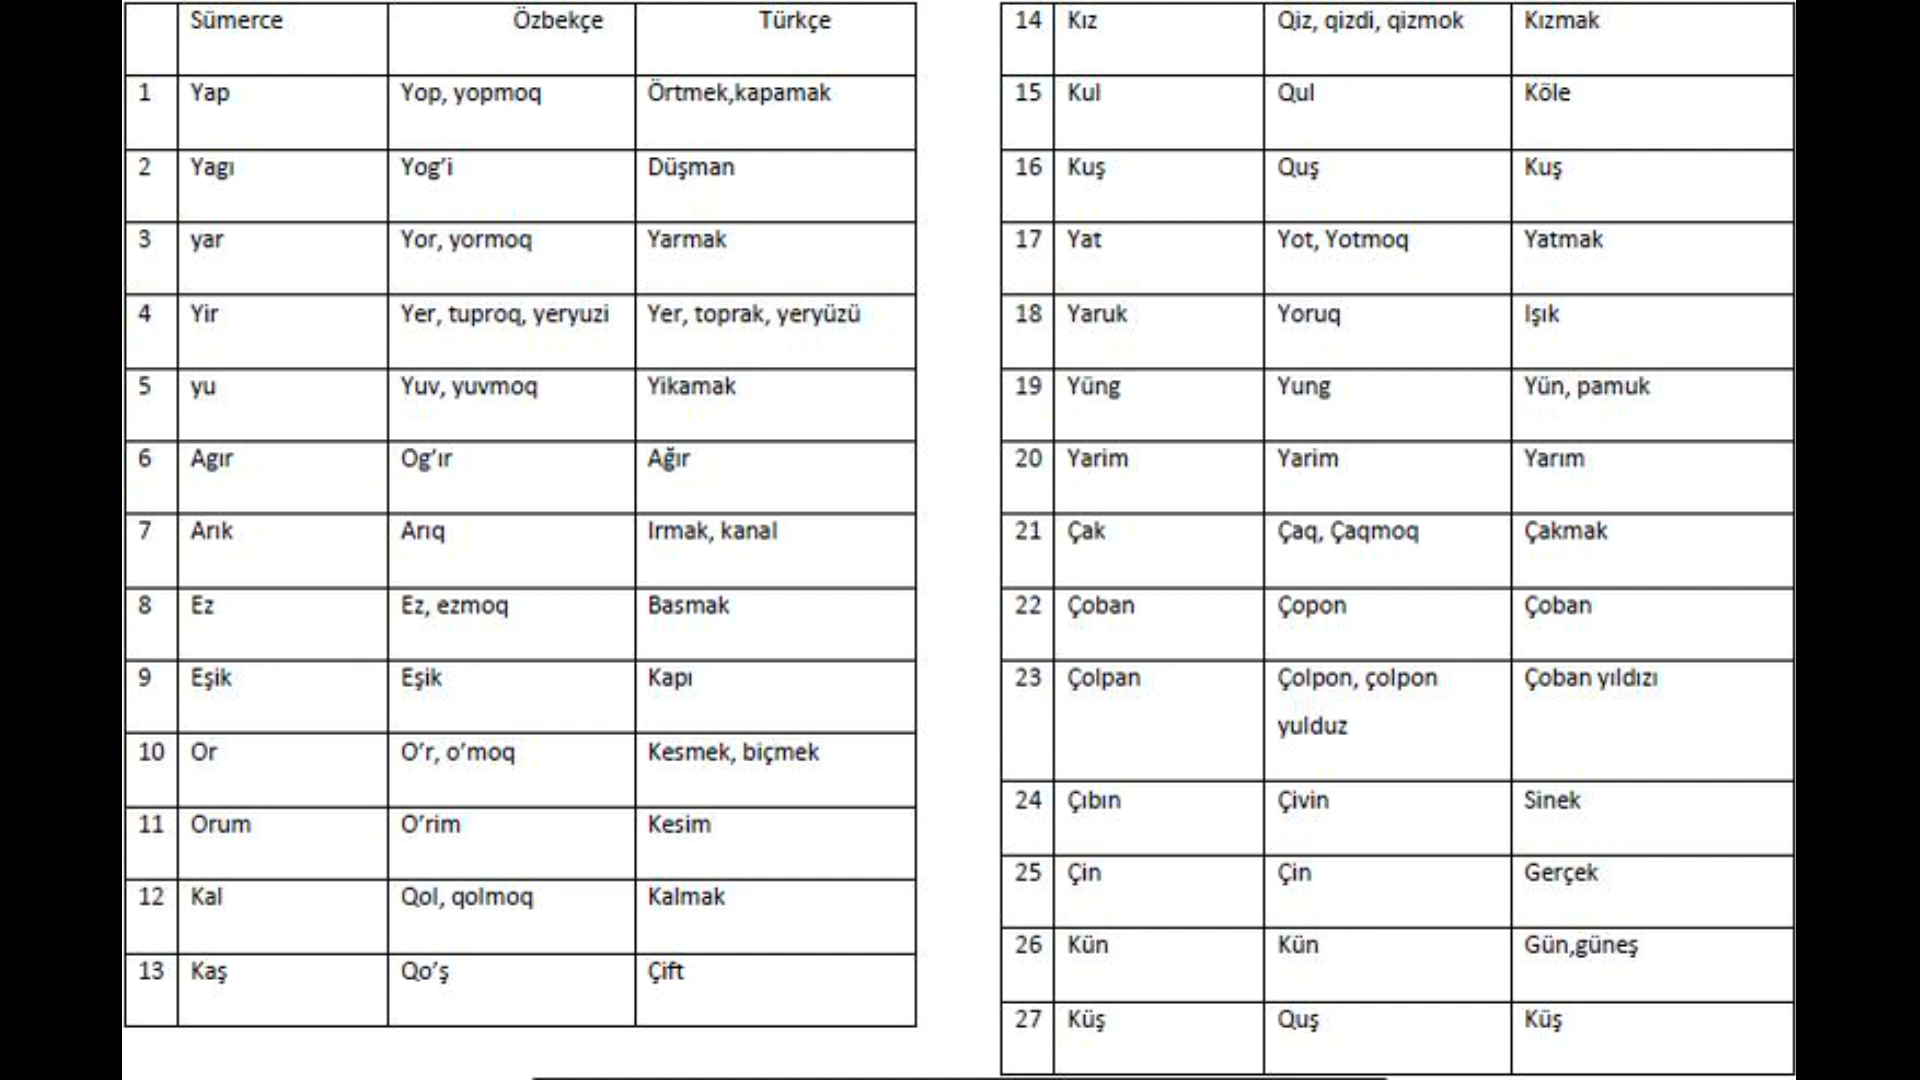 Sümerce Özbekçe Türkçe
1 Yap Yop, yopmoq Örtmek,kapamak
2 Yagı Yog’i Düşman
3 yar Yor, yormoq Yarmak
4 Yir Yer, tuproq, yeryuzi Yer, toprak, yeryüzü
5 yu Yuv, yuvmoq Yikamak
6 Agır Og’ır Ağır
7 Arık Arıq Irmak, kanal
8 Ez Ez, ezmoq Basmak
9 Eşik Eşik Kapı
10 Or O’r, o’moq Kesmek, biçmek
11 Orum O’rim Kesim
12 Kal Qol, qolmoq Kalmak
13 Kaş Qo’ş Çift
14 Kız Qiz, qizdi, qizmok Kızmak
15 Kul Qul Köle
16 Kuş Quş Kuş
17 Yat Yot, Yotmoq Yatmak
18 Yaruk Yoruq Işık
19 Yüng Yung Yün, pamuk
20 Yarim Yarim Yarım
21 Çak Çaq, Çaqmoq Çakmak
22 Çoban Çopon Çoban
23 Çolpan Çolpon, çolpon Çoban yıldızı
yulduz
24 Çıbın Çivin Sinek
25 Çin Çin Gerçek
26 Kün Kün Gün,güneş
27 Küş Quş Küş